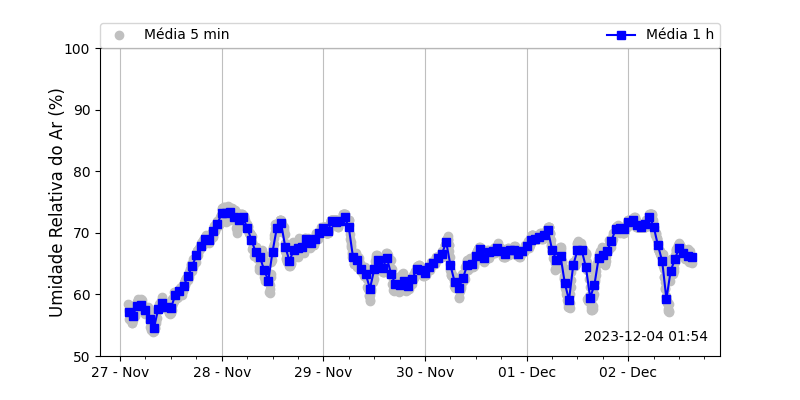 Média 5 min
Média 1 h
Umidade Relativa do Ar (%)
100
90
80
70
60
50
2023-12-04 01:54
27 - Nov
28 - Nov
29 - Nov
30 - Nov
01 - Dec
02 - Dec